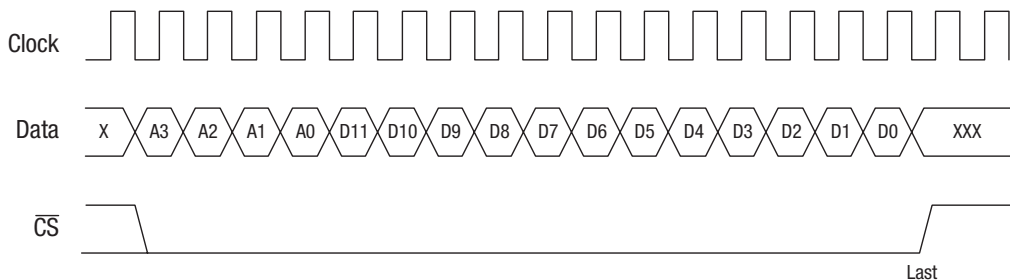 Clock
Data X A3 A2 A1 A0 D11 D10 D9 D8 D7 D6 D5 D4 D3 D2 D1 D0 XXX
C̅S̅
Last